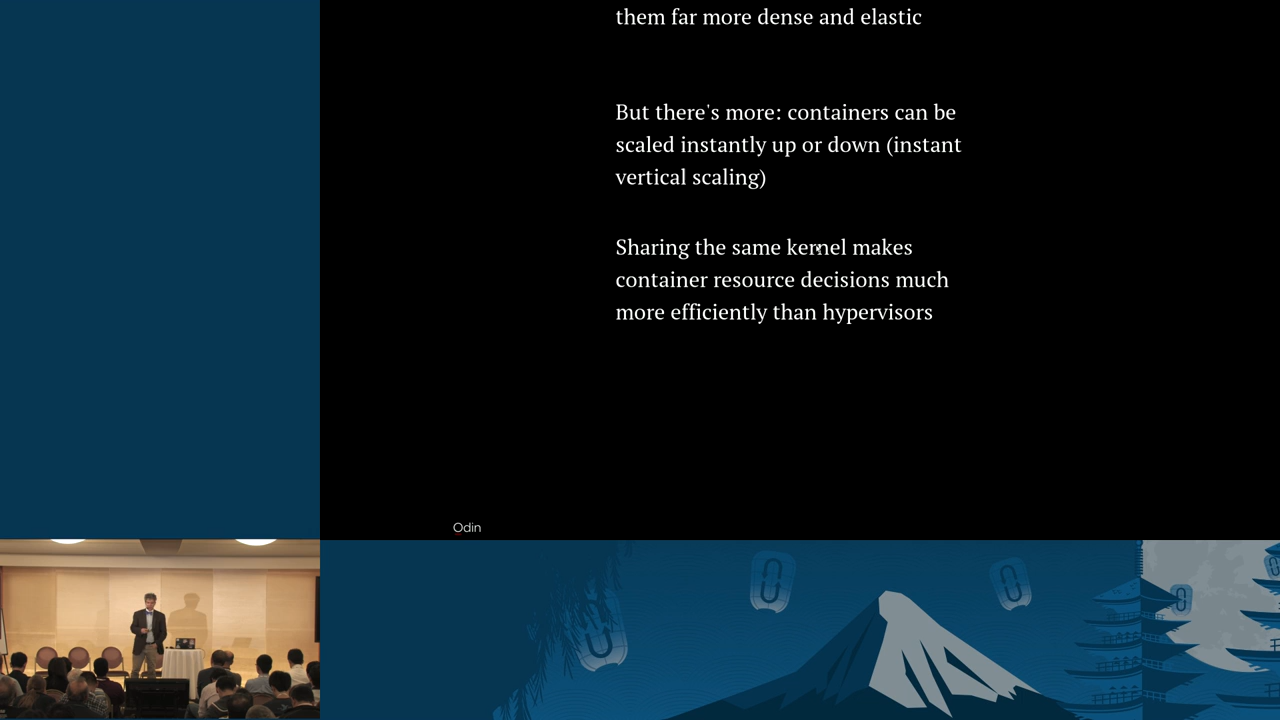 them far more dense and elastic
But there's more: containers can be
scaled instantly up or down (instant
vertical scaling)
Sharing the same kernel makes
container resource decisions much
more efficiently than hypervisors
Odin